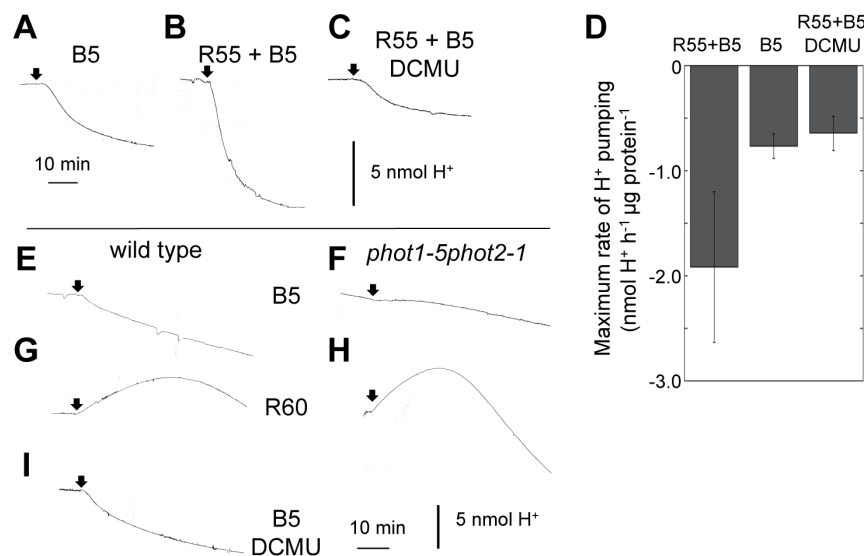 A
B5
10 min
B
R55 + B5
C
R55 + B5
DCMU
5 nmol H⁺
D
R55+B5
B5
R55+B5
DCMU
0
-1.0
-2.0
-3.0
Maximum rate of H⁺ pumping
(nmol H⁺ h⁻¹ µg protein⁻¹)
wild type
phot1-5phot2-1
E
B5
F
G
R60
H
I
B5
DCMU
10 min
5 nmol H⁺